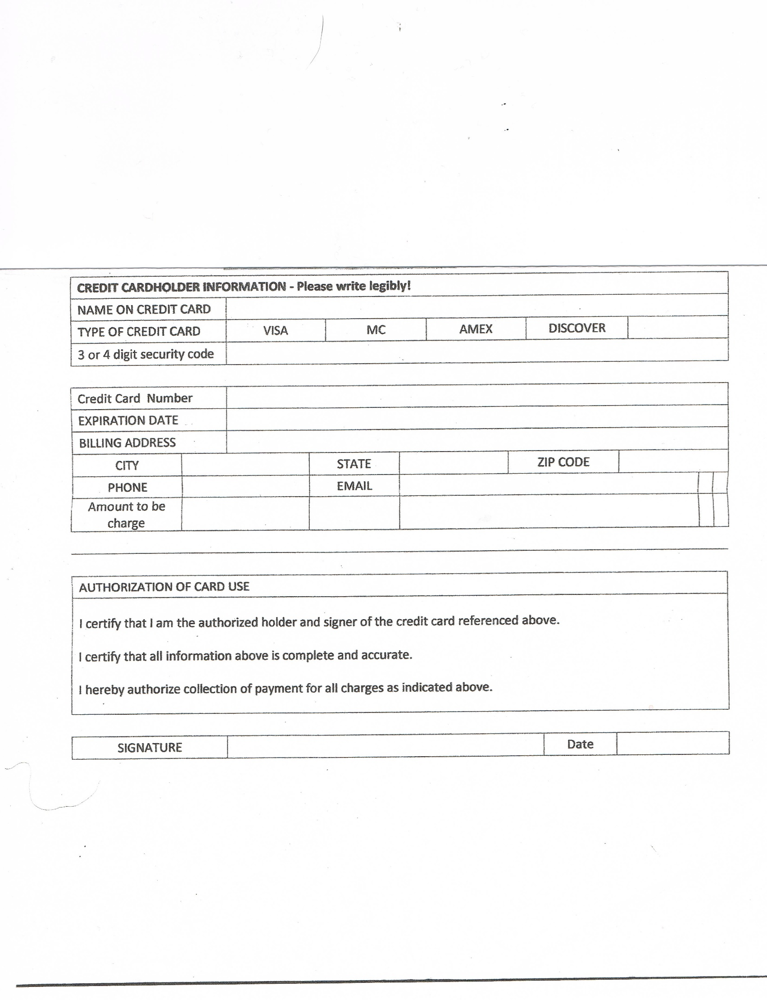 CREDIT CARDHOLDER INFORMATION - Please write legibly!
NAME ON CREDIT CARD
TYPE OF CREDIT CARD VISA MC AMEX DISCOVER
3 or 4 digit security code
Credit Card Number
EXPIRATION DATE
BILLING ADDRESS
CITY STATE ZIP CODE
PHONE EMAIL
Amount to be
charge
AUTHORIZATION OF CARD USE
I certify that I am the authorized holder and signer of the credit card referenced above.
I certify that all information above is complete and accurate.
I hereby authorize collection of payment for all charges as indicated above.
SIGNATURE Date